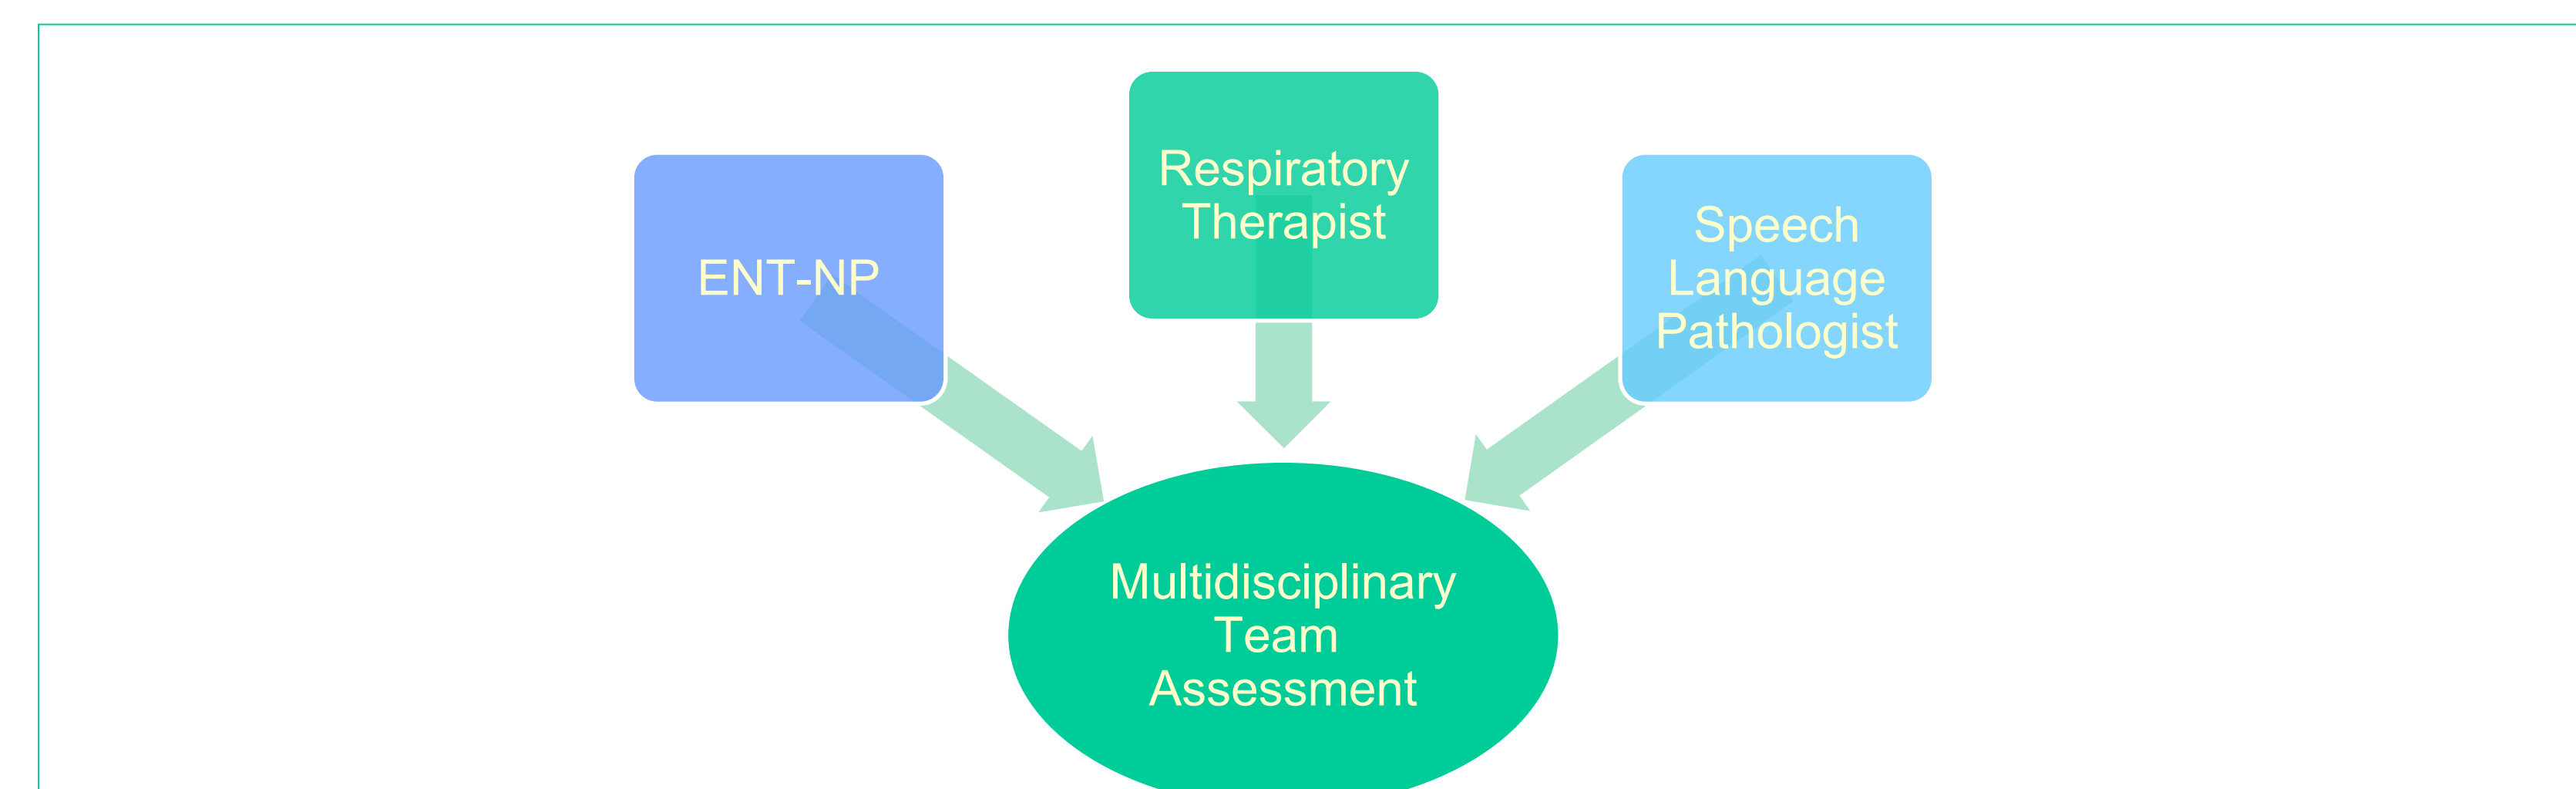 ENT-NP
Respiratory
Therapist
Speech
Language
Pathologist
Multidisciplinary
Team
Assessment